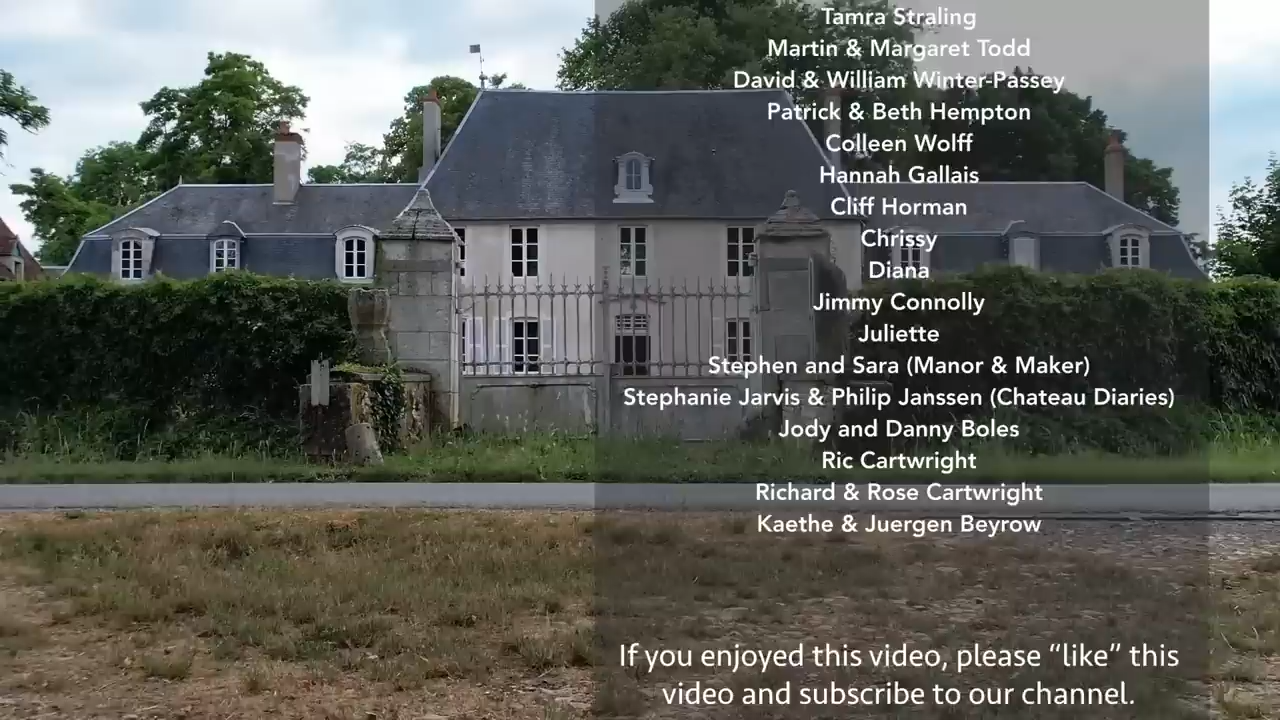 Tamra Straling
Martin & Margaret Todd
David & William Winter-Passey
Patrick & Beth Hempton
Colleen Wolff
Hannah Gallais
Cliff Horman
Chrissy
Diana
Jimmy Connolly
Juliette
Stephen and Sara (Manor & Maker)
Stephanie Jarvis & Philip Janssen (Chateau Diaries)
Jody and Danny Boles
Ric Cartwright
Richard & Rose Cartwright
Kaethe & Juergen Beyrow
If you enjoyed this video, please “like” this
video and subscribe to our channel.